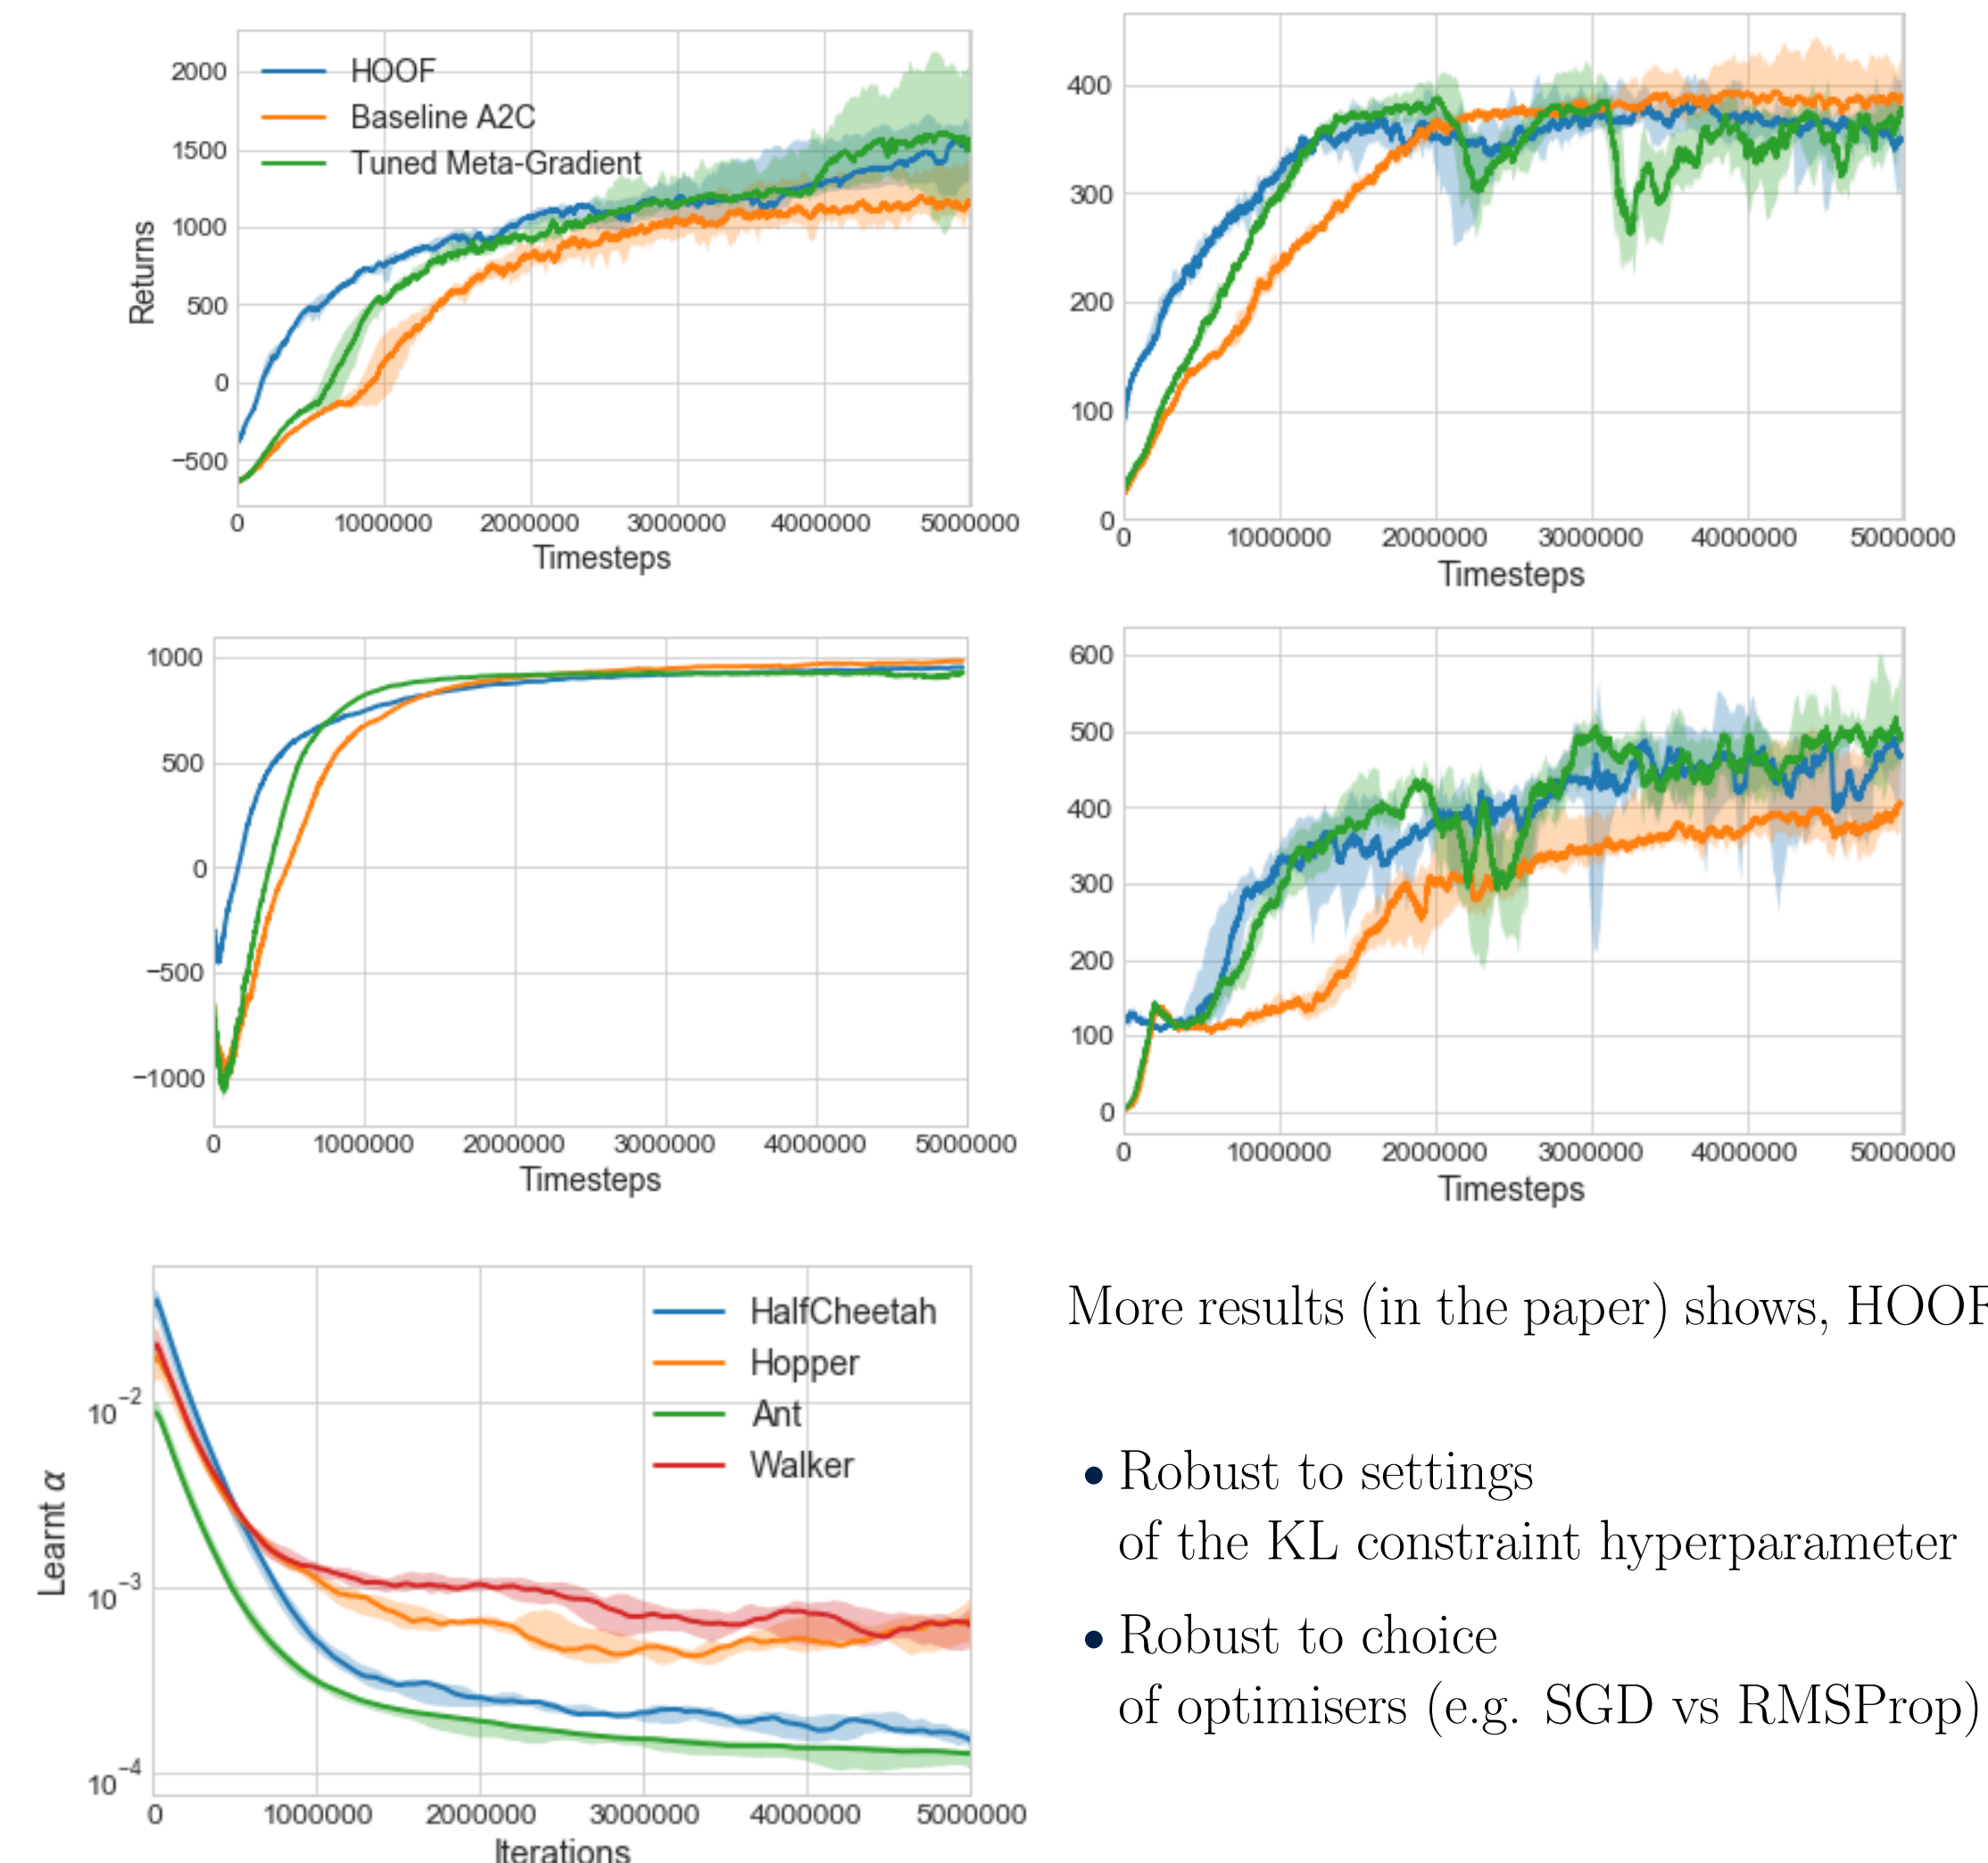 HOOF
Baseline A2C
Tuned Meta-Gradient
2000
1500
1000
500
0
−500
Returns
0 1000000 2000000 3000000 4000000 5000000
Timesteps
400
300
200
100
0
0 1000000 2000000 3000000 4000000 5000000
Timesteps
1000
500
0
−500
−1000
0 1000000 2000000 3000000 4000000 5000000
Timesteps
600
500
400
300
200
100
0
0 1000000 2000000 3000000 4000000 5000000
Timesteps
HalfCheetah
Hopper
Ant
Walker
10⁻²
10⁻³
10⁻⁴
Learnt α
0 1000000 2000000 3000000 4000000 5000000
Iterations
More results (in the paper) shows, HOOF
• Robust to settings
of the KL constraint hyperparameter
• Robust to choice
of optimisers (e.g. SGD vs RMSProp)